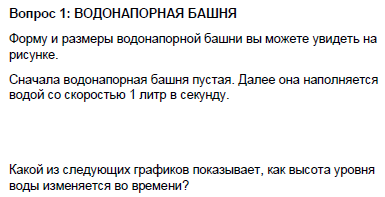 Вопрос 1: ВОДОНАПОРНАЯ БАШНЯ
Форму и размеры водонапорной башни вы можете увидеть на
рисунке.
Сначала водонапорная башня пустая. Далее она наполняется
водой со скоростью 1 литр в секунду.
Какой из следующих графиков показывает, как высота уровня
воды изменяется во времени?